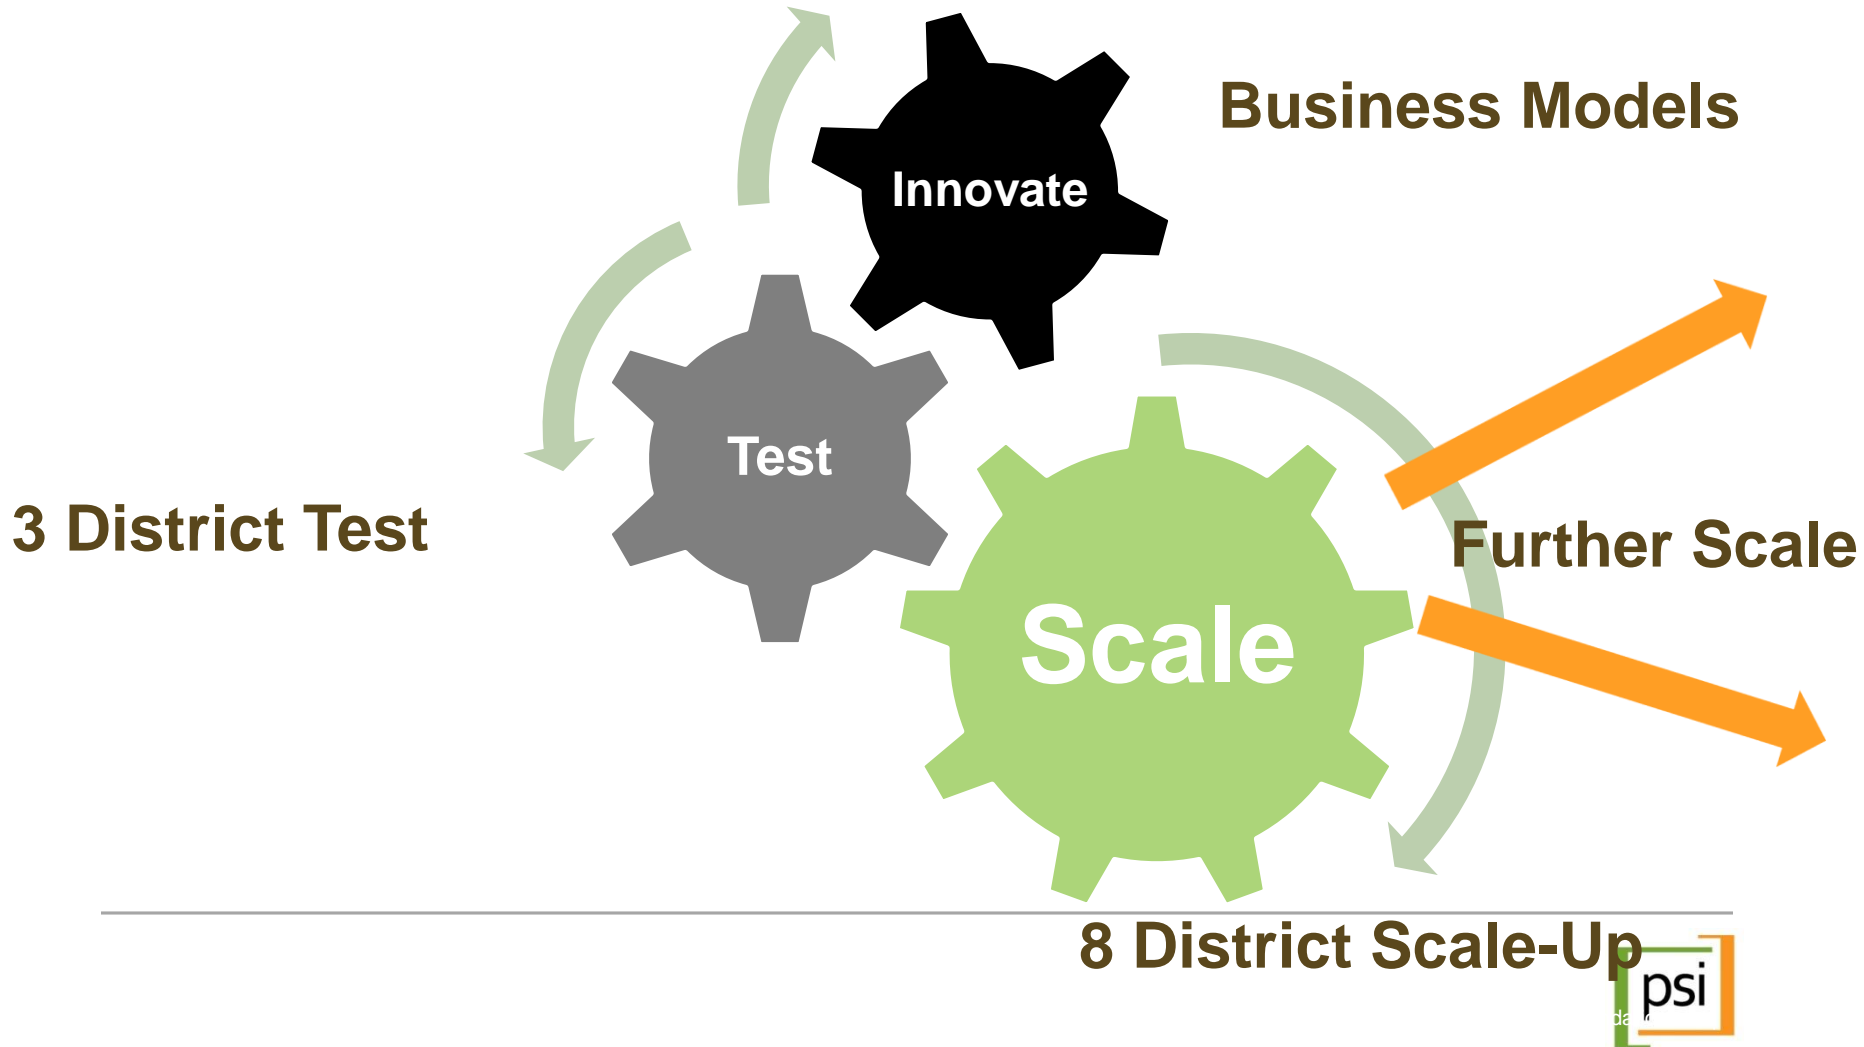 Business Models
Innovate
Test
3 District Test
Further Scale
Scale
8 District Scale-Up
psi